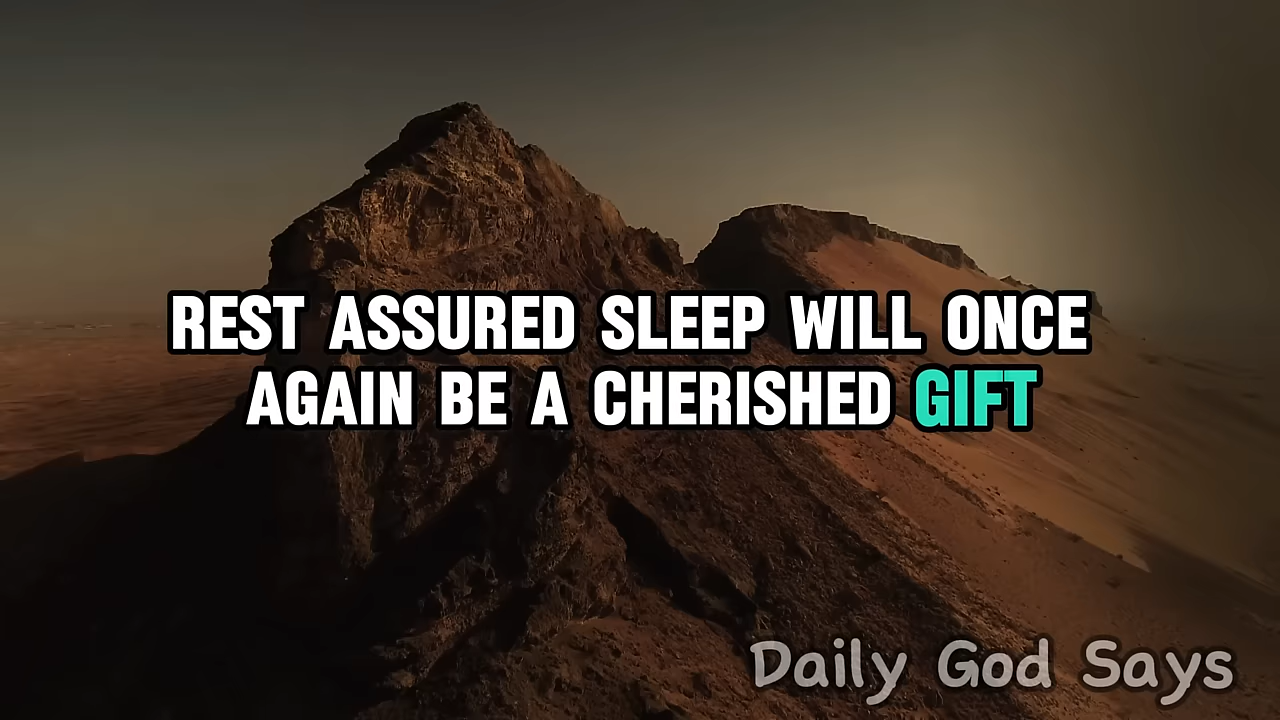 REST ASSURED SLEEP WILL ONCE
AGAIN BE A CHERISHED GIFT
Daily God Says